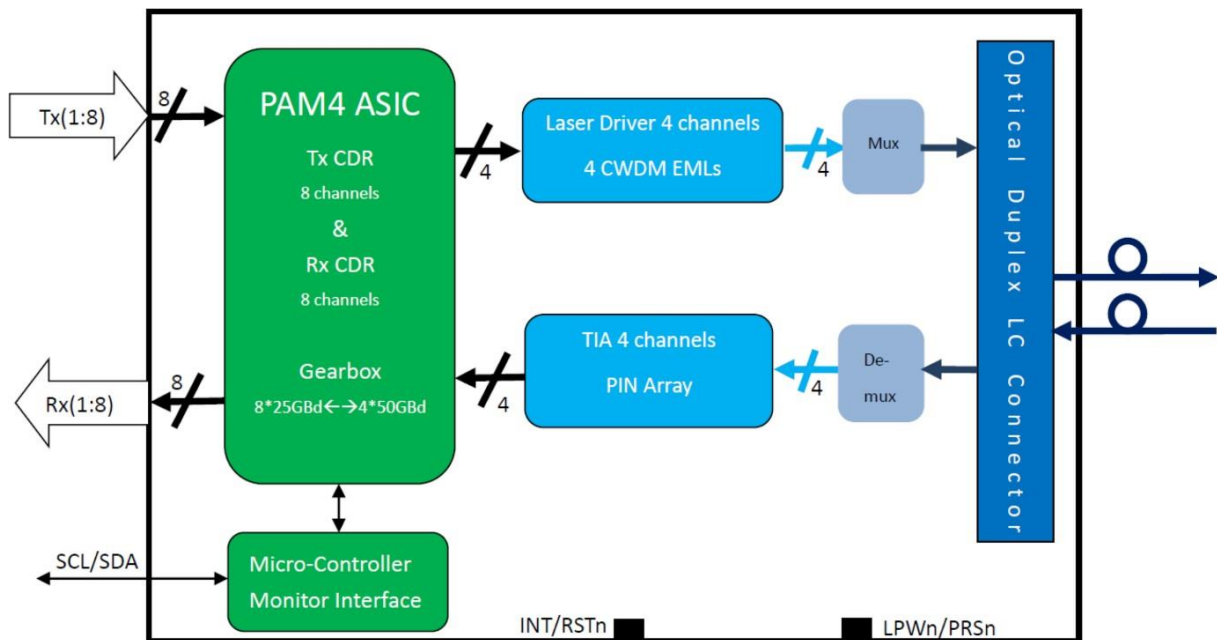 Tx(1:8)
8
PAM4 ASIC
Tx CDR
8 channels
&
Rx CDR
8 channels
Gearbox
8*25GBd←→4*50GBd
4
Laser Driver 4 channels
4 CWDM EMLs
4
Mux
Optical Duplex LC Connector
Rx(1:8)
8
4
TIA 4 channels
PIN Array
4
De-
mux
SCL/SDA
Micro-Controller
Monitor Interface
INT/RSTn
LPWn/PRSn